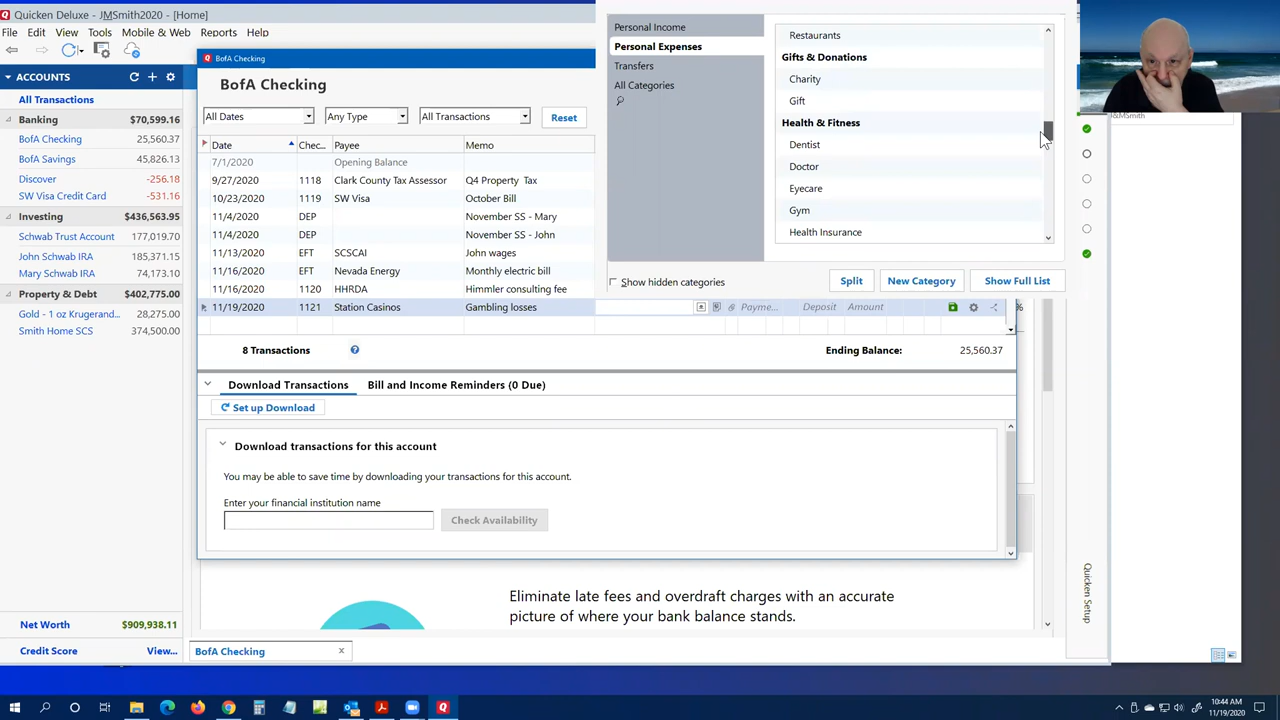 Quicken Deluxe - JMSmith2020 - [Home]
File Edit View Tools Mobile & Web Reports Help
ACCOUNTS
All Transactions
Banking $70,599.16
BofA Checking 25,560.37
BofA Savings 45,826.13
Discover -256.18
SW Visa Credit Card -531.16
Investing $436,563.95
Schwab Trust Account 177,019.70
John Schwab IRA 185,371.15
Mary Schwab IRA 74,173.10
Property & Debt $402,775.00
Gold - 1 oz Krugerand... 28,275.00
Smith Home SCS 374,500.00
Net Worth $909,938.11
Credit Score View...
BofA Checking
BofA Checking
All Dates Any Type All Transactions Reset
Date Chec... Payee Memo
7/1/2020 Opening Balance
9/27/2020 1118 Clark County Tax Assessor Q4 Property Tax
10/23/2020 1119 SW Visa October Bill
11/4/2020 DEP November SS - Mary
11/4/2020 DEP November SS - John
11/13/2020 EFT SCSCAI John wages
11/16/2020 EFT Nevada Energy Monthly electric bill
11/16/2020 1120 HHRDA Himmler consulting fee
11/19/2020 1121 Station Casinos Gambling losses Payme... Deposit Amount
8 Transactions Ending Balance: 25,560.37
Download Transactions Bill and Income Reminders (0 Due)
Set up Download
Download transactions for this account
You may be able to save time by downloading your transactions for this account.
Enter your financial institution name
Check Availability
Eliminate late fees and overdraft charges with an accurate
picture of where your bank balance stands.
BofA Checking x
Personal Income
Personal Expenses
Transfers
All Categories
Restaurants
Gifts & Donations
Charity
Gift
Health & Fitness
Dentist
Doctor
Eyecare
Gym
Health Insurance
Show hidden categories Split New Category Show Full List
%
Quicken Setup
10:44 AM
11/19/2020